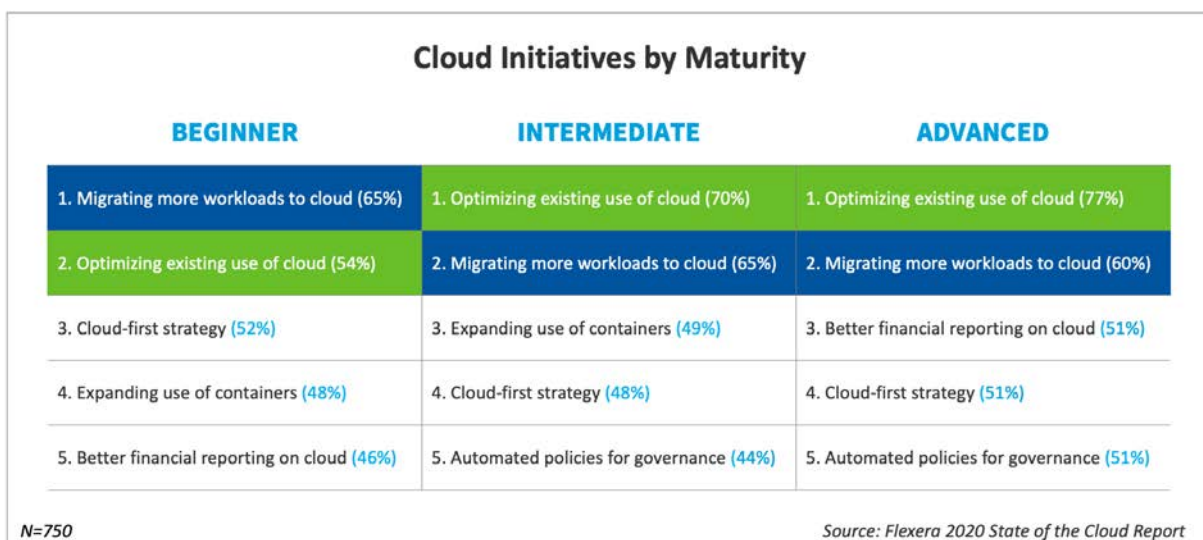 Cloud Initiatives by Maturity
BEGINNER INTERMEDIATE ADVANCED
1. Migrating more workloads to cloud (65%) 1. Optimizing existing use of cloud (70%) 1. Optimizing existing use of cloud (77%)
2. Optimizing existing use of cloud (54%) 2. Migrating more workloads to cloud (65%) 2. Migrating more workloads to cloud (60%)
3. Cloud-first strategy (52%) 3. Expanding use of containers (49%) 3. Better financial reporting on cloud (51%)
4. Expanding use of containers (48%) 4. Cloud-first strategy (48%) 4. Cloud-first strategy (51%)
5. Better financial reporting on cloud (46%) 5. Automated policies for governance (44%) 5. Automated policies for governance (51%)
N=750 Source: Flexera 2020 State of the Cloud Report